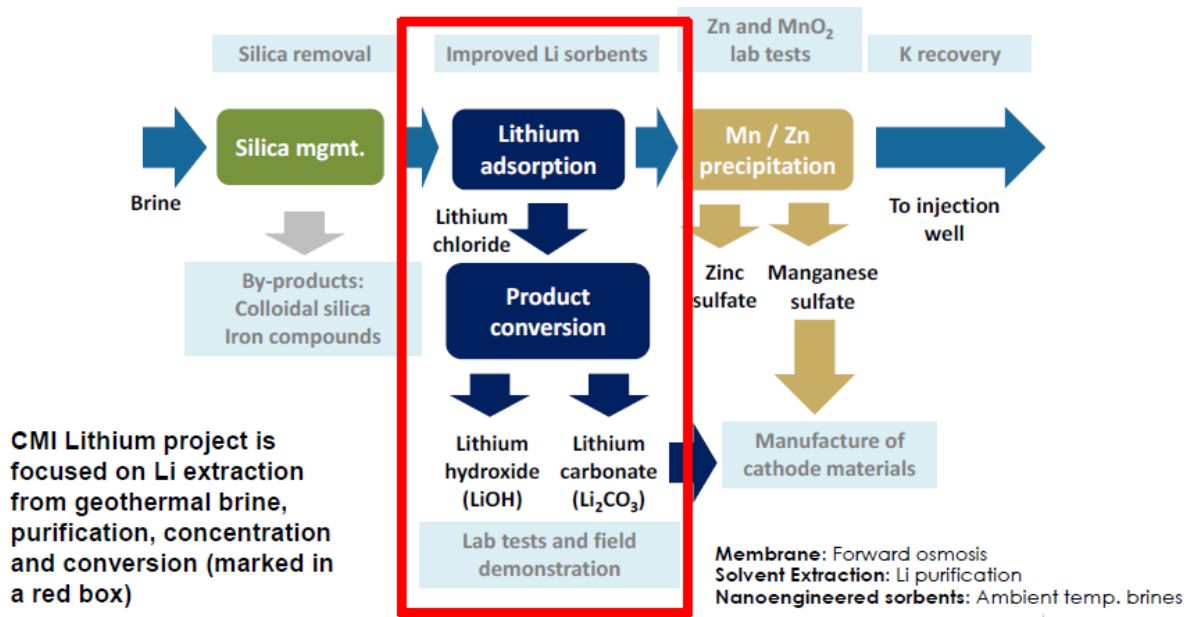 Silica removal
Improved Li sorbents
Zn and MnO₂
lab tests
K recovery
Silica mgmt.
Lithium
adsorption
Mn / Zn
precipitation
Brine
To injection
well
Lithium
chloride
By-products:
Colloidal silica
Iron compounds
Product
conversion
Zinc
sulfate
Manganese
sulfate
Lithium
hydroxide
(LiOH)
Lithium
carbonate
(Li₂CO₃)
Manufacture of
cathode materials
Lab tests and field
demonstration
CMI Lithium project is
focused on Li extraction
from geothermal brine,
purification, concentration
and conversion (marked in
a red box)
Membrane: Forward osmosis
Solvent Extraction: Li purification
Nanoengineered sorbents: Ambient temp. brines